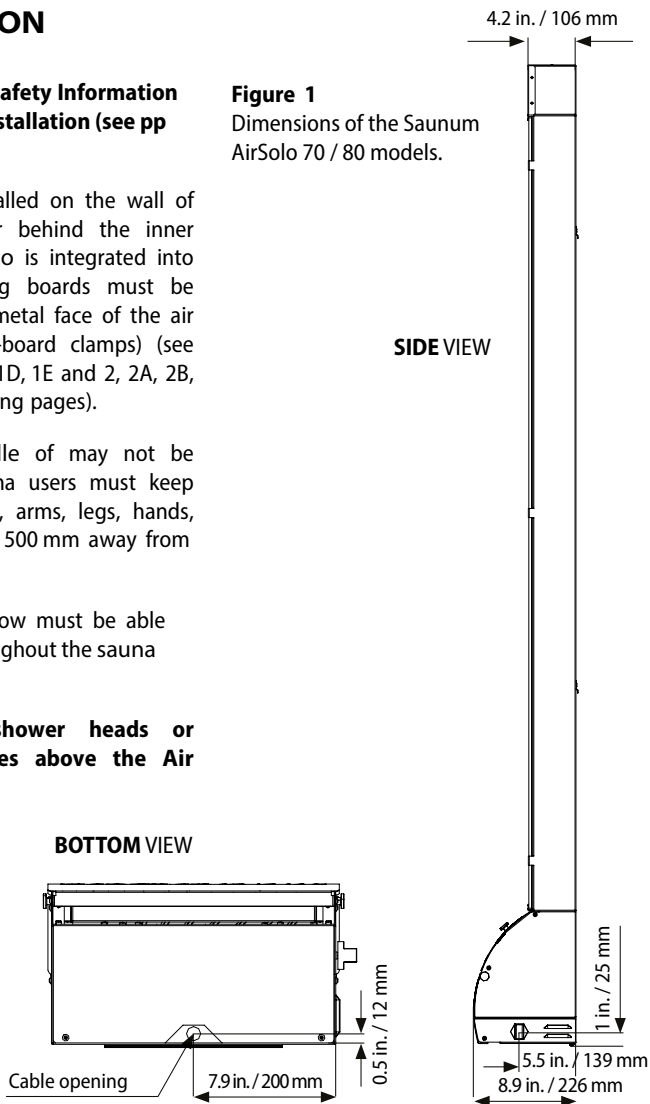 ON
afety Information
stallation (see pp
alled on the wall of
r behind the inner
o is integrated into
g boards must be
metal face of the air
-board clamps) (see
1D, 1E and 2, 2A, 2B,
ng pages).
lle of may not be
na users must keep
, arms, legs, hands,
500 mm away from
ow must be able
ghout the sauna
shower heads or
es above the Air
Figure 1
Dimensions of the Saunum
AirSolo 70 / 80 models.
4.2 in. / 106 mm
SIDE VIEW
BOTTOM VIEW
Cable opening
7.9 in. / 200 mm
0.5 in. / 12 mm
1 in. / 25 mm
5.5 in. / 139 mm
8.9 in. / 226 mm